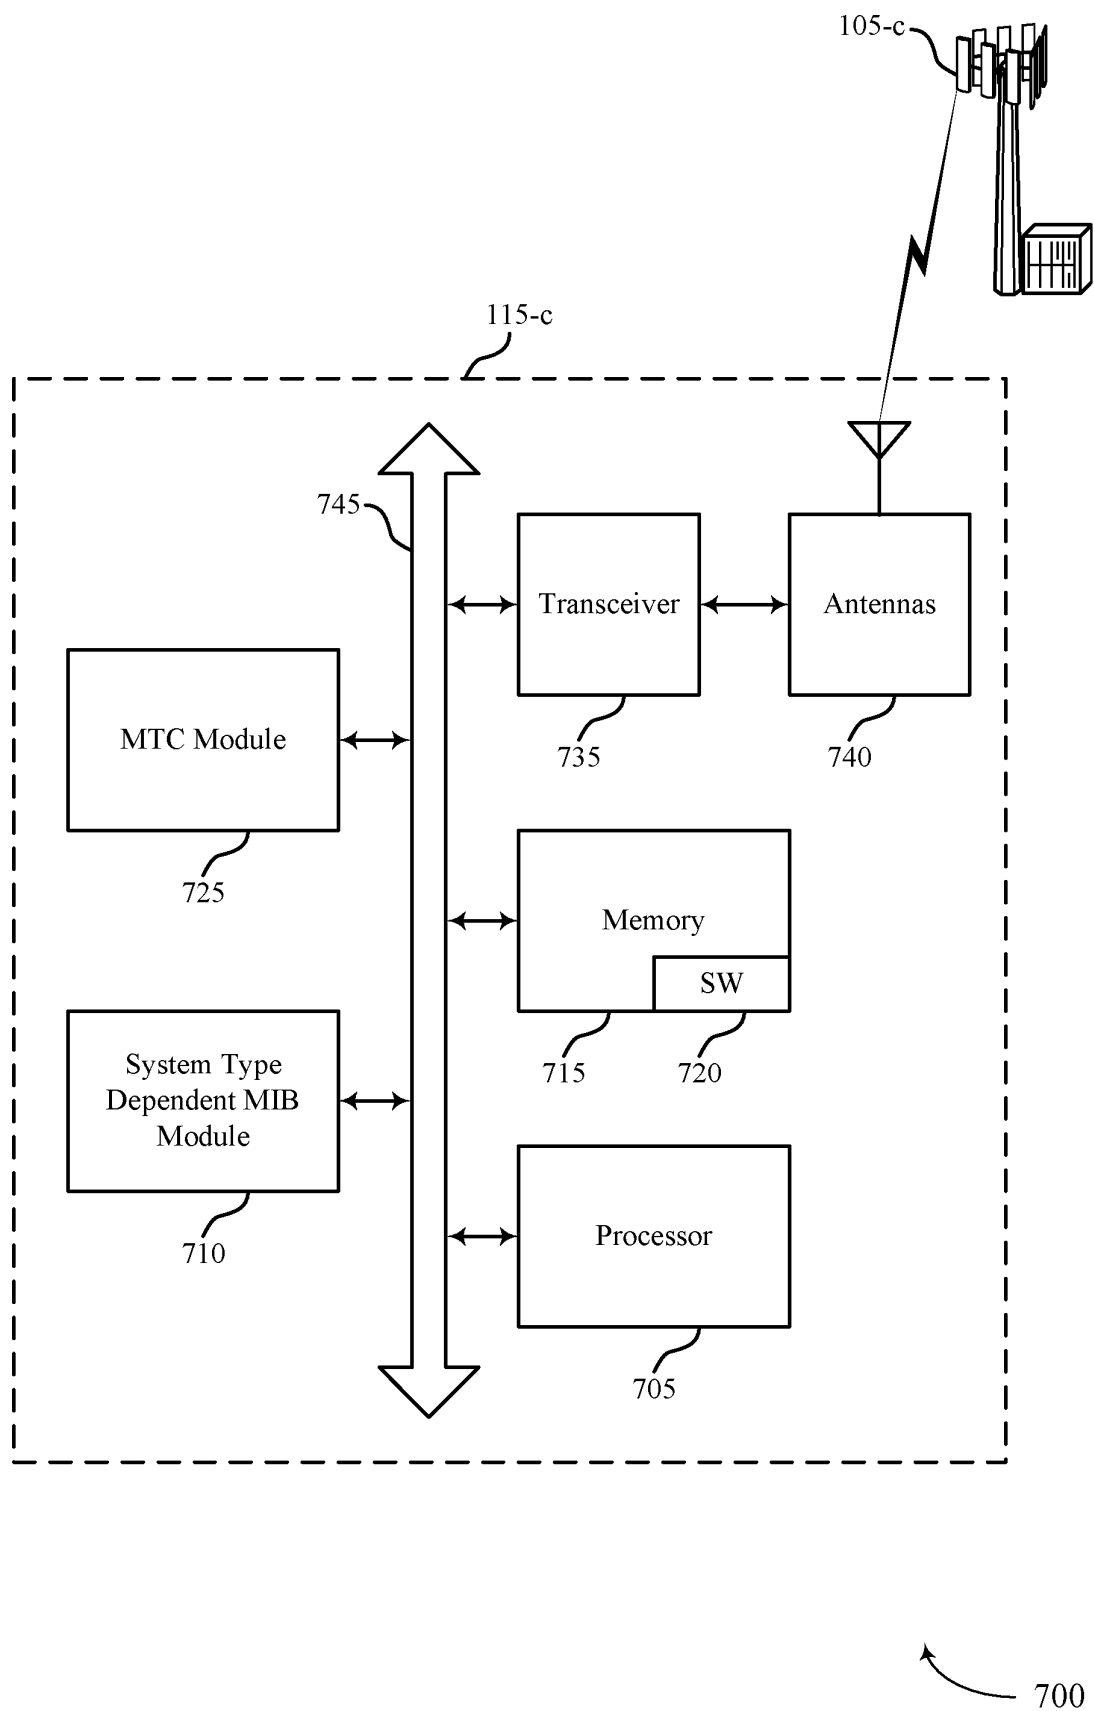 105-c
115-c
745
Transceiver
Antennas
735
740
MTC Module
725
Memory
SW
715
720
System Type
Dependent MIB
Module
710
Processor
705
700